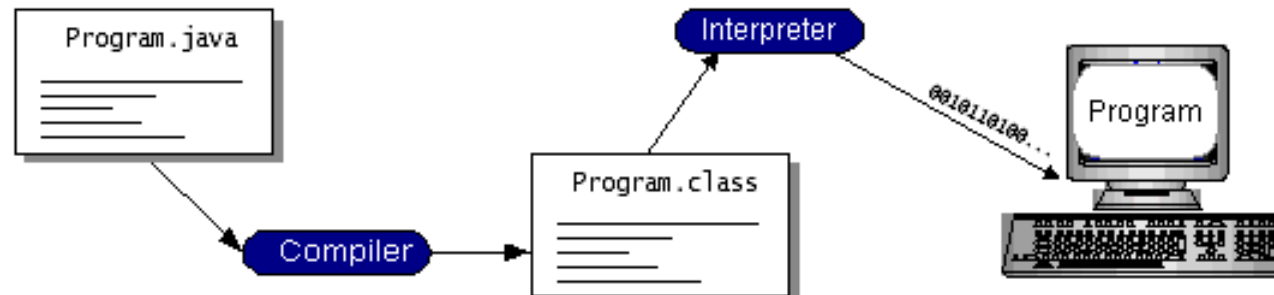 Program.java
Compiler
Program.class
Interpreter
0010110100...
Program